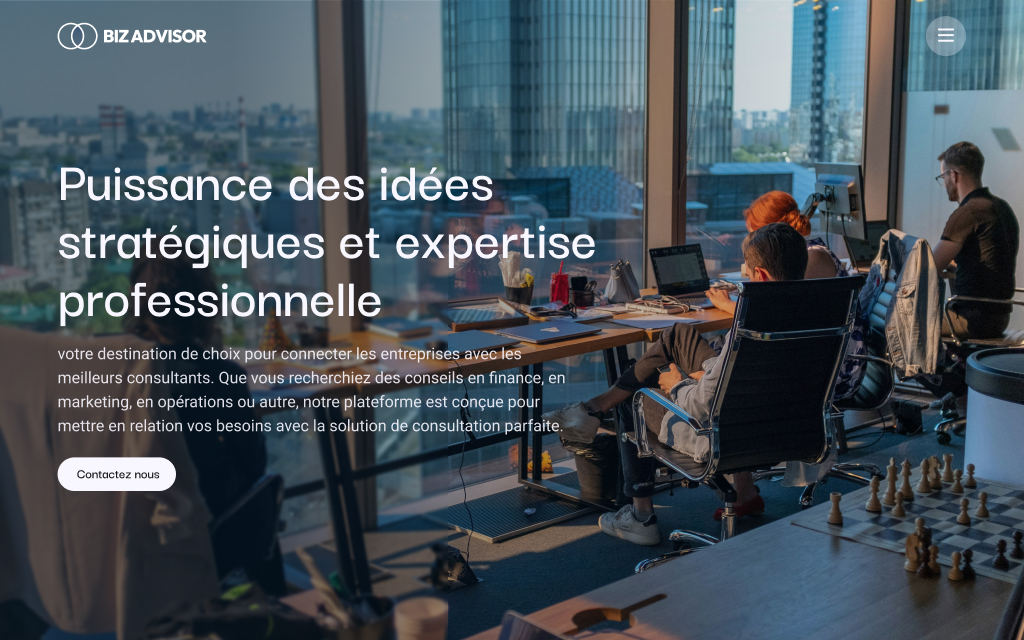 BIZ ADVISOR
Puissance des idées
stratégiques et expertise
professionnelle
votre destination de choix pour connecter les entreprises avec les
meilleurs consultants. Que vous recherchiez des conseils en finance, en
marketing, en opérations ou autre, notre plateforme est conçue pour
mettre en relation vos besoins avec la solution de consultation parfaite.
Contactez nous